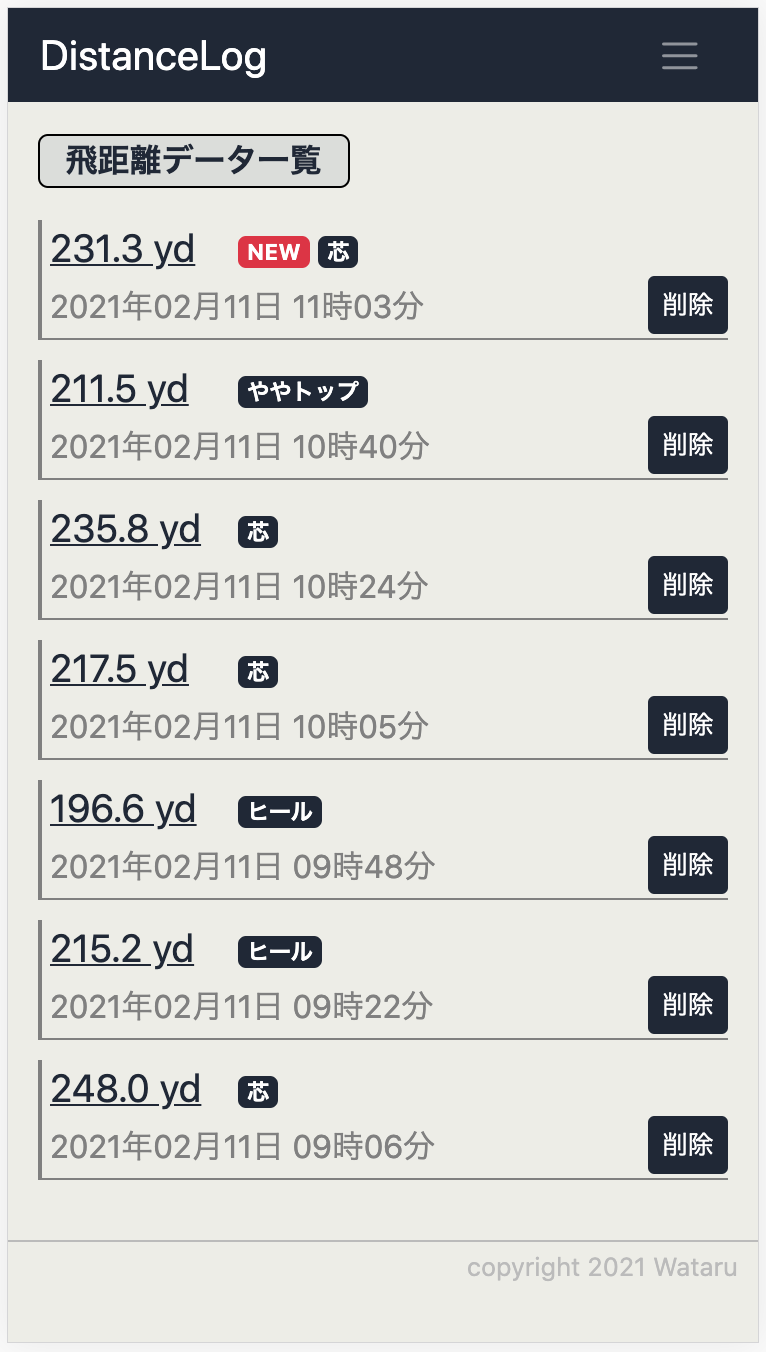 DistanceLog
飛距離データ一覧
231.3 yd NEW 芯
2021年02月11日 11時03分 削除
211.5 yd ややトップ
2021年02月11日 10時40分 削除
235.8 yd 芯
2021年02月11日 10時24分 削除
217.5 yd 芯
2021年02月11日 10時05分 削除
196.6 yd ヒール
2021年02月11日 09時48分 削除
215.2 yd ヒール
2021年02月11日 09時22分 削除
248.0 yd 芯
2021年02月11日 09時06分 削除
copyright 2021 Wataru